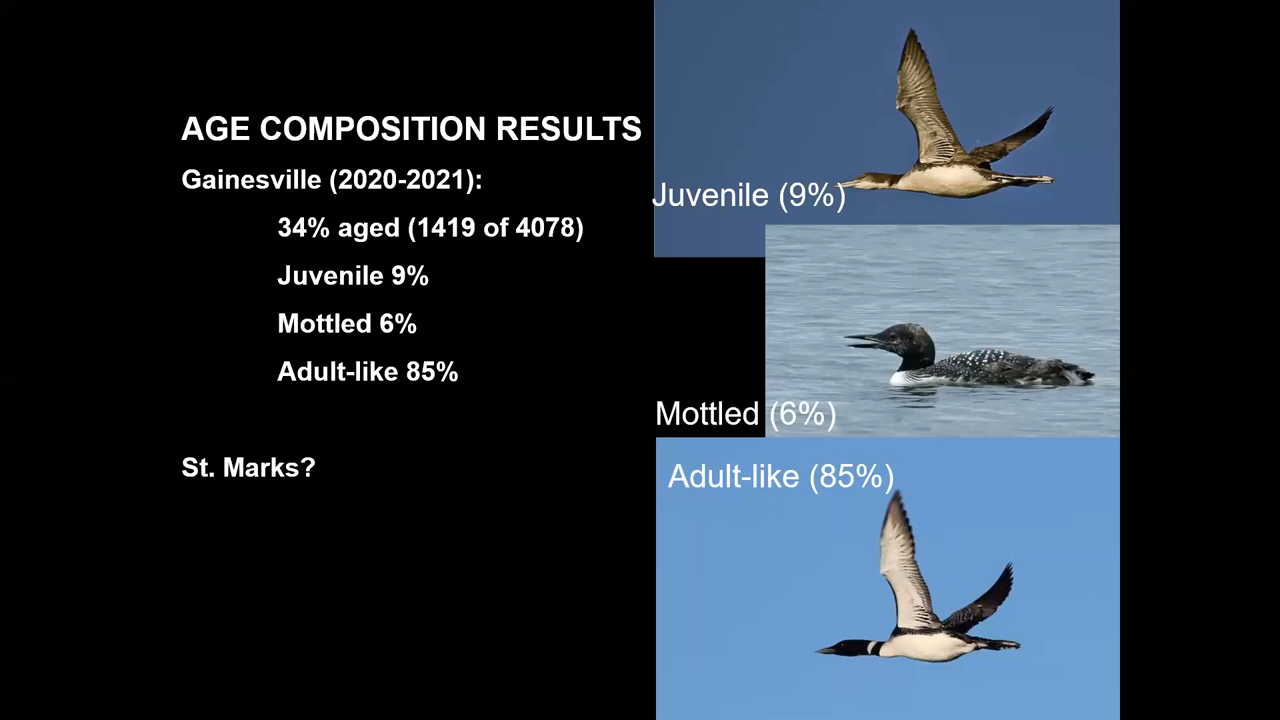 AGE COMPOSITION RESULTS
Gainesville (2020-2021):
34% aged (1419 of 4078)
Juvenile 9%
Mottled 6%
Adult-like 85%
St. Marks?
Juvenile (9%)
Mottled (6%)
Adult-like (85%)